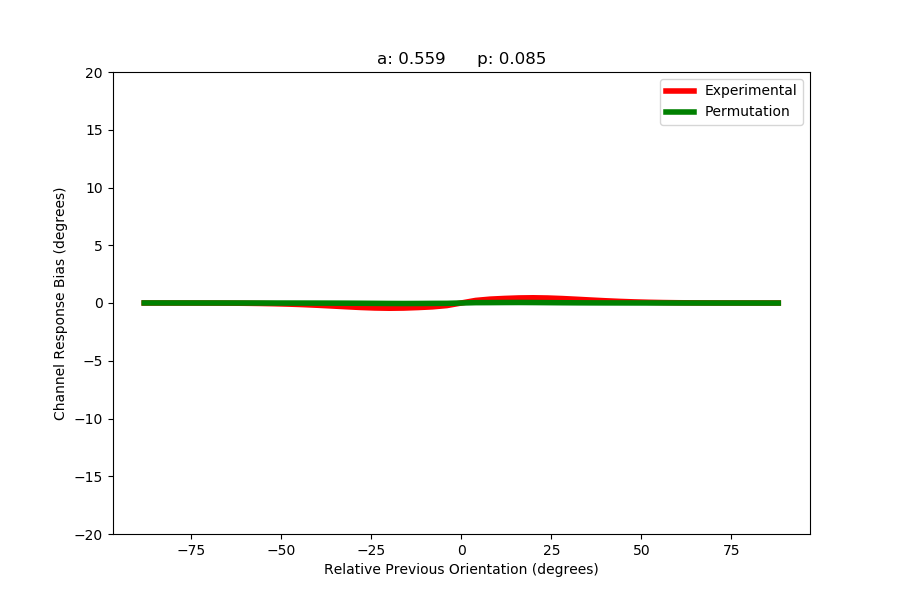 a: 0.559 p: 0.085
20
15
10
5
0
−5
−10
−15
−20
Channel Response Bias (degrees)
Experimental
Permutation
−75 −50 −25 0 25 50 75
Relative Previous Orientation (degrees)